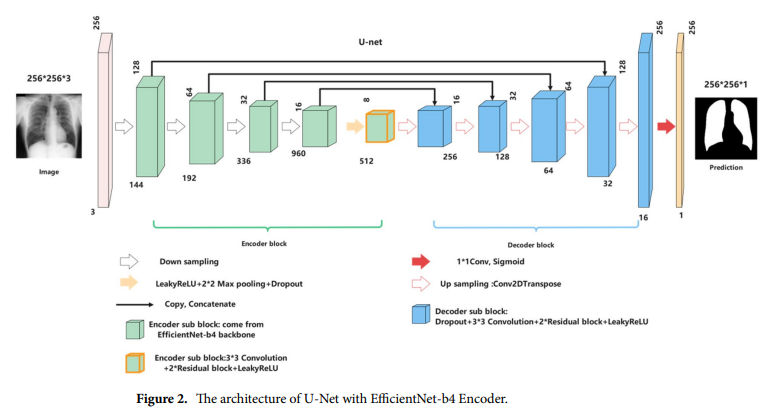 U-net
256*256*3
Image
256
3
128
144
64
192
32
336
16
960
8
512
16
256
32
128
64
64
128
32
256
16
256
1
256*256*1
Prediction
Encoder block
Decoder block
Down sampling
LeakyReLU+2*2 Max pooling+Dropout
Copy, Concatenate
Encoder sub block: come from
EfficientNet-b4 backbone
Encoder sub block:3*3 Convolution
+2*Residual block+LeakyReLU
1*1Conv, Sigmoid
Up sampling :Conv2DTranspose
Decoder sub block:
Dropout+3*3 Convolution+2*Residual block+LeakyReLU
Figure 2. The architecture of U-Net with EfficientNet-b4 Encoder.